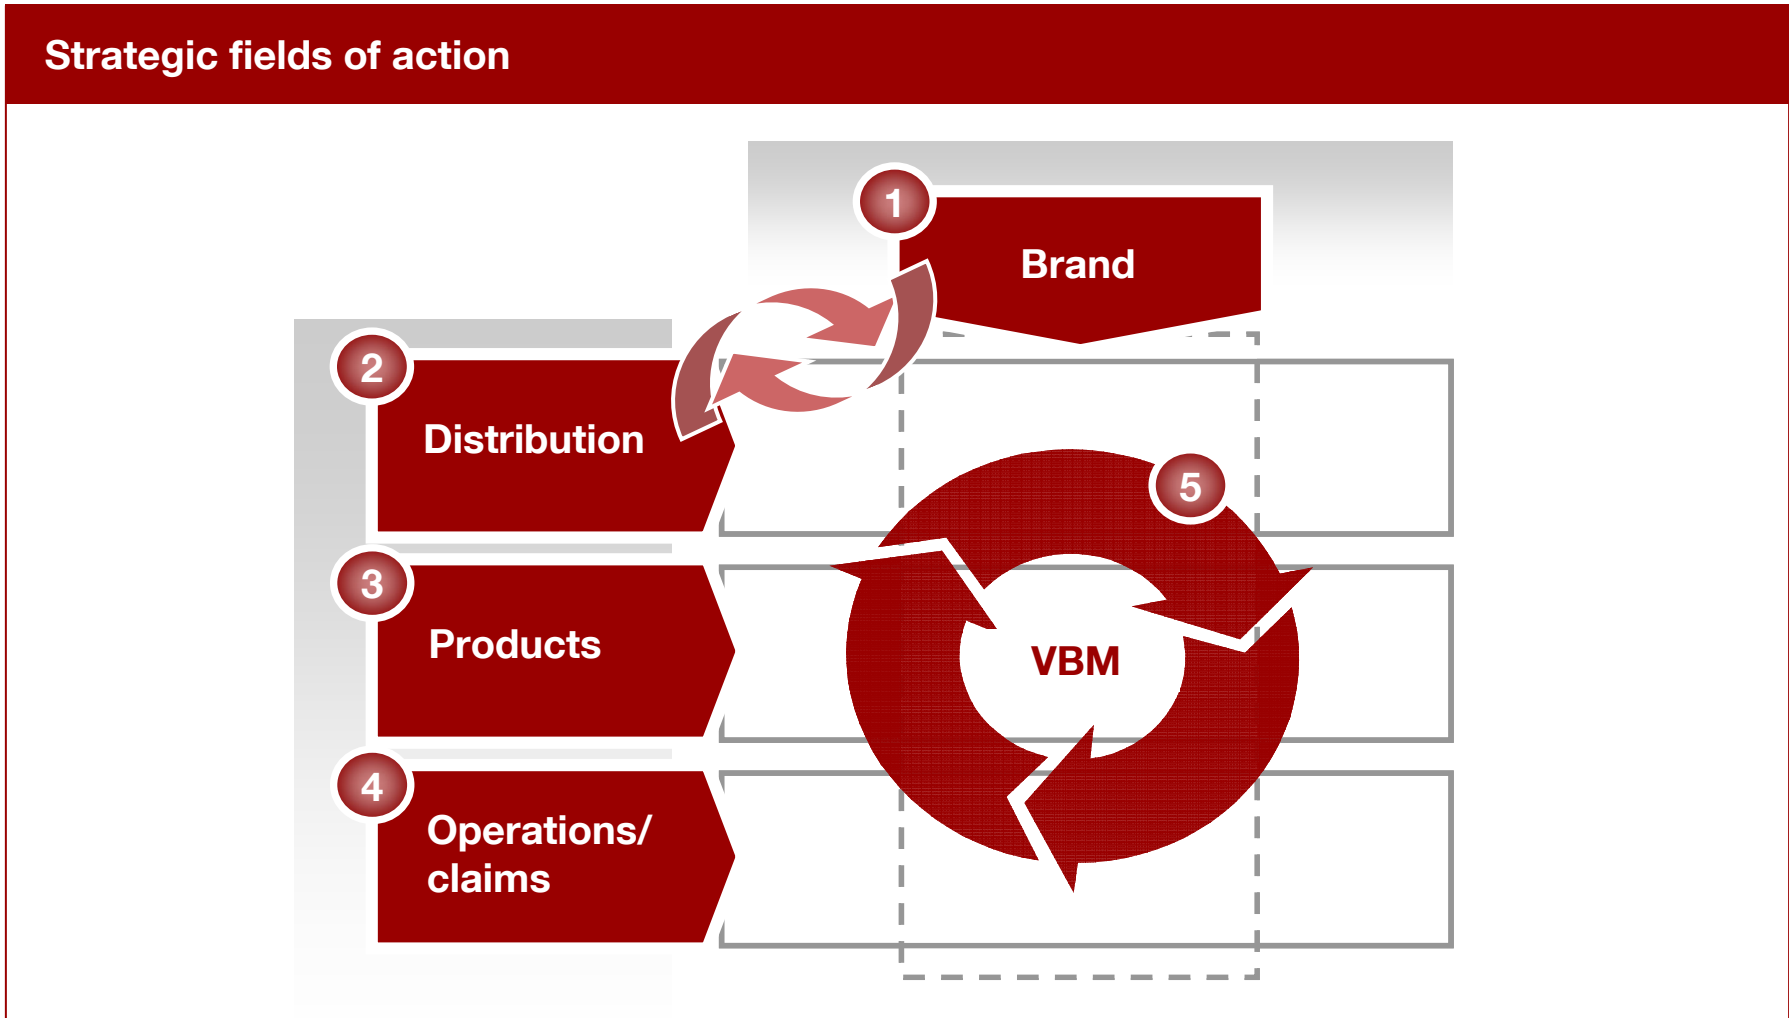 Strategic fields of action
1
Brand
2
Distribution
5
3
Products
VBM
4
Operations/
claims